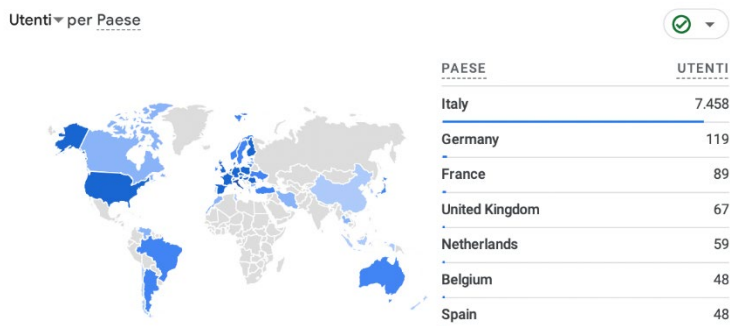 Utenti per Paese
PAESE UTENTI
Italy 7.458
Germany 119
France 89
United Kingdom 67
Netherlands 59
Belgium 48
Spain 48